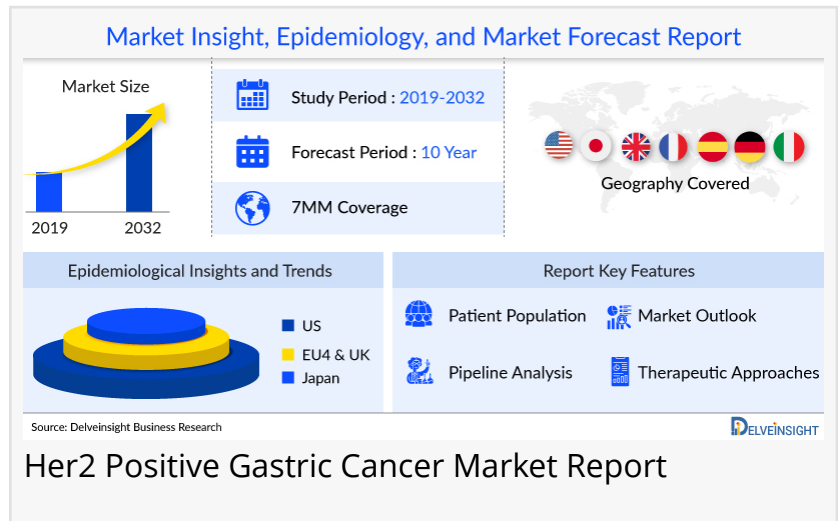 Market Insight, Epidemiology, and Market Forecast Report
Market Size
2019
2032
Study Period : 2019-2032
Forecast Period : 10 Year
7MM Coverage
Geography Covered
Epidemiological Insights and Trends
US
EU4 & UK
Japan
Report Key Features
Patient Population
Market Outlook
Pipeline Analysis
Therapeutic Approaches
Source: Delveinsight Business Research
DELVEINSIGHT
Her2 Positive Gastric Cancer Market Report